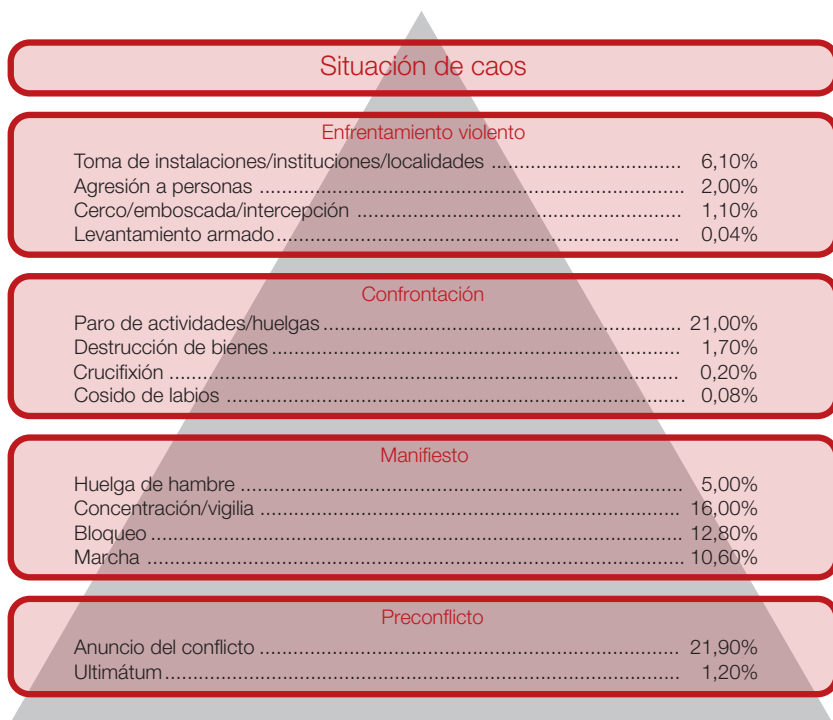 Situación de caos
Enfrentamiento violento
Toma de instalaciones/instituciones/localidades ................................ 6,10%
Agresión a personas ........................................................................ 2,00%
Cerco/emboscada/intercepción ....................................................... 1,10%
Levantamiento armado..................................................................... 0,04%
Confrontación
Paro de actividades/huelgas ............................................................ 21,00%
Destrucción de bienes ..................................................................... 1,70%
Crucifixión ....................................................................................... 0,20%
Cosido de labios .............................................................................. 0,08%
Manifiesto
Huelga de hambre ........................................................................... 5,00%
Concentración/vigilia ........................................................................ 16,00%
Bloqueo ........................................................................................... 12,80%
Marcha ............................................................................................ 10,60%
Preconflicto
Anuncio del conflicto ........................................................................ 21,90%
Ultimátum......................................................................................... 1,20%